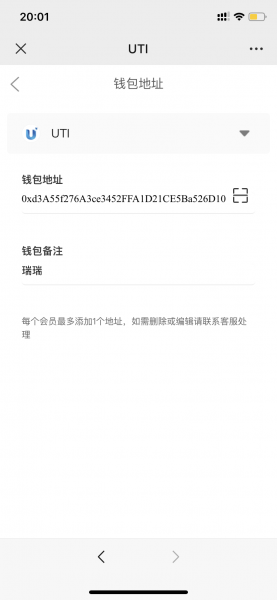 20:01
UTI
钱包地址
UTI
钱包地址
0xd3A55f276A3ce3452FFA1D21CE5Ba526D10
钱包备注
瑞瑞
每个会员最多添加1个地址，如需删除或编辑请联系客服处
理